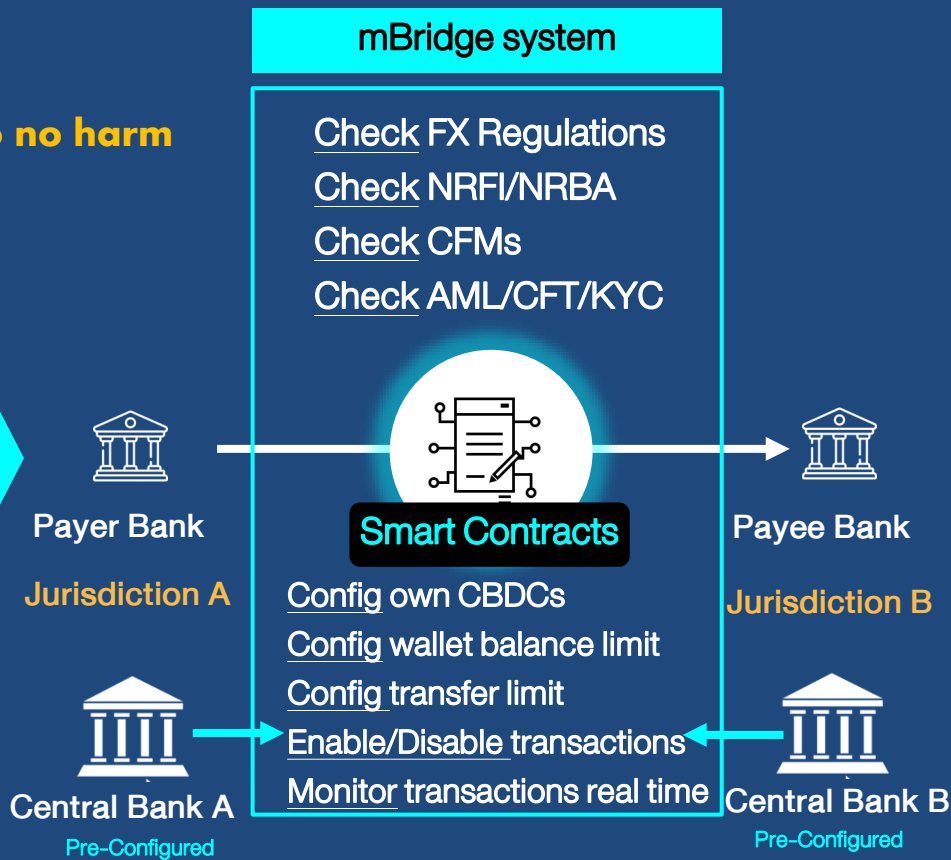 mBridge system
no harm
Check FX Regulations
Check NRFI/NRBA
Check CFMs
Check AML/CFT/KYC
Smart Contracts
Payer Bank
Payee Bank
Jurisdiction A
Jurisdiction B
Config own CBDCs
Config wallet balance limit
Config transfer limit
Enable/Disable transactions
Monitor transactions real time
Central Bank A
Central Bank B
Pre-Configured
Pre-Configured